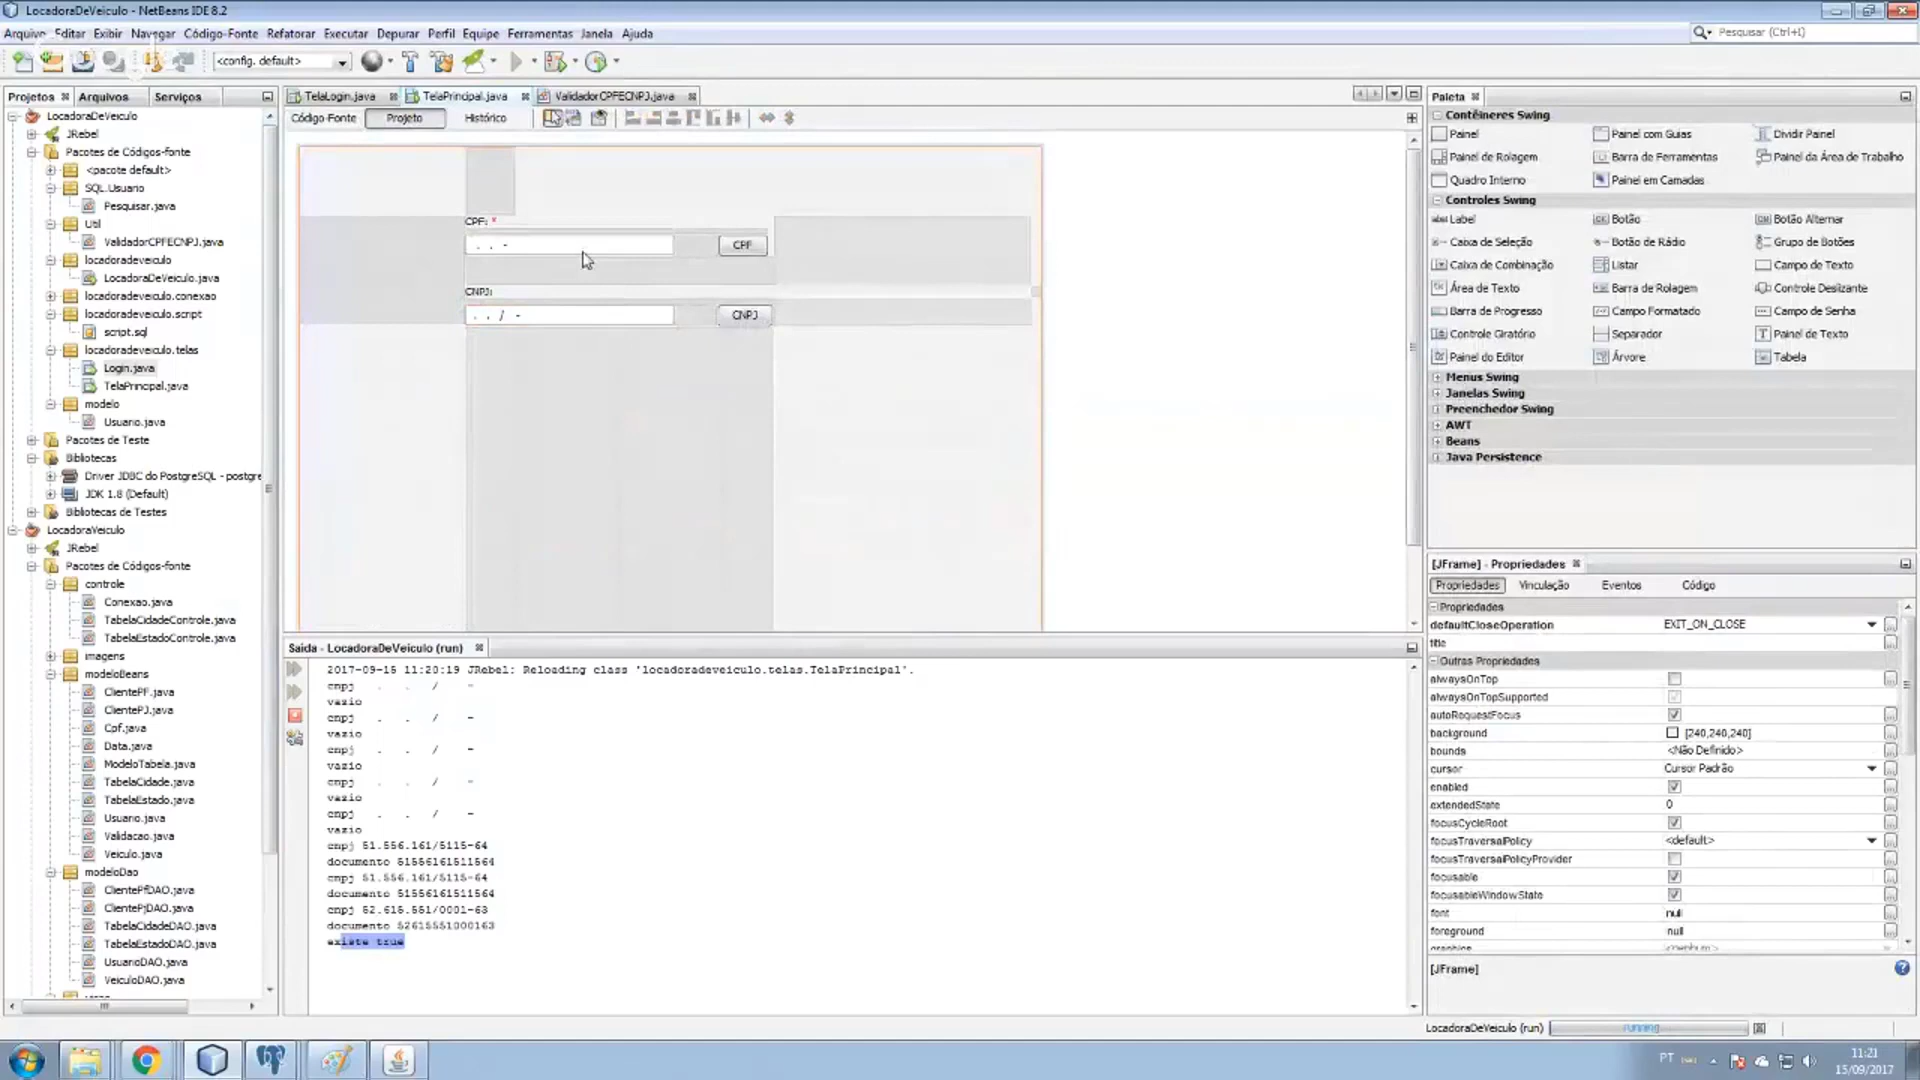 LocadoraDeVeiculo - NetBeans IDE 8.2
Arquivo Editar Exibir Navegar Código-Fonte Refatorar Executar Depurar Perfil Equipe Ferramentas Janela Ajuda
Pesquisar (Ctrl+I)
<config. default>
Projetos Arquivos Serviços
LocadoraDeVeiculo
JRebel
Pacotes de Códigos-fonte
<pacote default>
SQL.Usuario
Pesquisar.java
Util
ValidadorCPFECNPJ.java
locadoradeveiculo
LocadoraDeVeiculo.java
locadoradeveiculo.conexao
locadoradeveiculo.script
script.sql
locadoradeveiculo.telas
Login.java
TelaPrincipal.java
modelo
Usuario.java
Pacotes de Teste
Bibliotecas
Driver JDBC do PostgreSQL - postgre
JDK 1.8 (Default)
Bibliotecas de Testes
LocadoraVeiculo
JRebel
Pacotes de Códigos-fonte
controle
Conexao.java
TabelaCidadeControle.java
TabelaEstadoControle.java
imagens
modeloBeans
ClientePF.java
ClientePJ.java
Cpf.java
Data.java
ModeloTabela.java
TabelaCidade.java
TabelaEstado.java
Usuario.java
Validacao.java
Veiculo.java
modeloDao
ClientePfDAO.java
ClientePjDAO.java
TabelaCidadeDAO.java
TabelaEstadoDAO.java
UsuarioDAO.java
VeiculoDAO.java
TelaLogin.java TelaPrincipal.java ValidadorCPFECNPJ.java
Código-Fonte Projeto Histórico
CPF: *
. . - CPF
CNPJ:
. . / - CNPJ
Saída - LocadoraDeVeiculo (run)
2017-09-15 11:20:19 JRebel: Reloading class 'locadoradeveiculo.telas.TelaPrincipal'.
cnpj . . / -
vazio
cnpj . . / -
vazio
cnpj . . / -
vazio
cnpj . . / -
vazio
cnpj . . / -
vazio
cnpj 51.556.161/5115-64
documento 51556161511564
cnpj 51.556.161/5115-64
documento 51556161511564
cnpj 52.615.551/0001-63
documento 52615551000163
existe true
Paleta
Contêineres Swing
Painel Painel com Guias Dividir Painel
Painel de Rolagem Barra de Ferramentas Painel da Área de Trabalho
Quadro Interno Painel em Camadas
Controles Swing
Label Botão Botão Alternar
Caixa de Seleção Botão de Rádio Grupo de Botões
Caixa de Combinação Listar Campo de Texto
Área de Texto Barra de Rolagem Controle Deslizante
Barra de Progresso Campo Formatado Campo de Senha
Controle Giratório Separador Painel de Texto
Painel do Editor Árvore Tabela
Menus Swing
Janelas Swing
Preenchedor Swing
AWT
Beans
Java Persistence
[JFrame] - Propriedades
Propriedades Vinculação Eventos Código
Propriedades
defaultCloseOperation EXIT_ON_CLOSE
title
Outras Propriedades
alwaysOnTop
alwaysOnTopSupported
autoRequestFocus
background [240,240,240]
bounds <Não Definido>
cursor Cursor Padrão
enabled
extendedState 0
focusCycleRoot
focusTraversalPolicy <default>
focusTraversalPolicyProvider
focusable
focusableWindowState
font null
foreground null
graphics <nenhum>
[JFrame]
LocadoraDeVeiculo (run) running
PT
11:21
15/09/2017